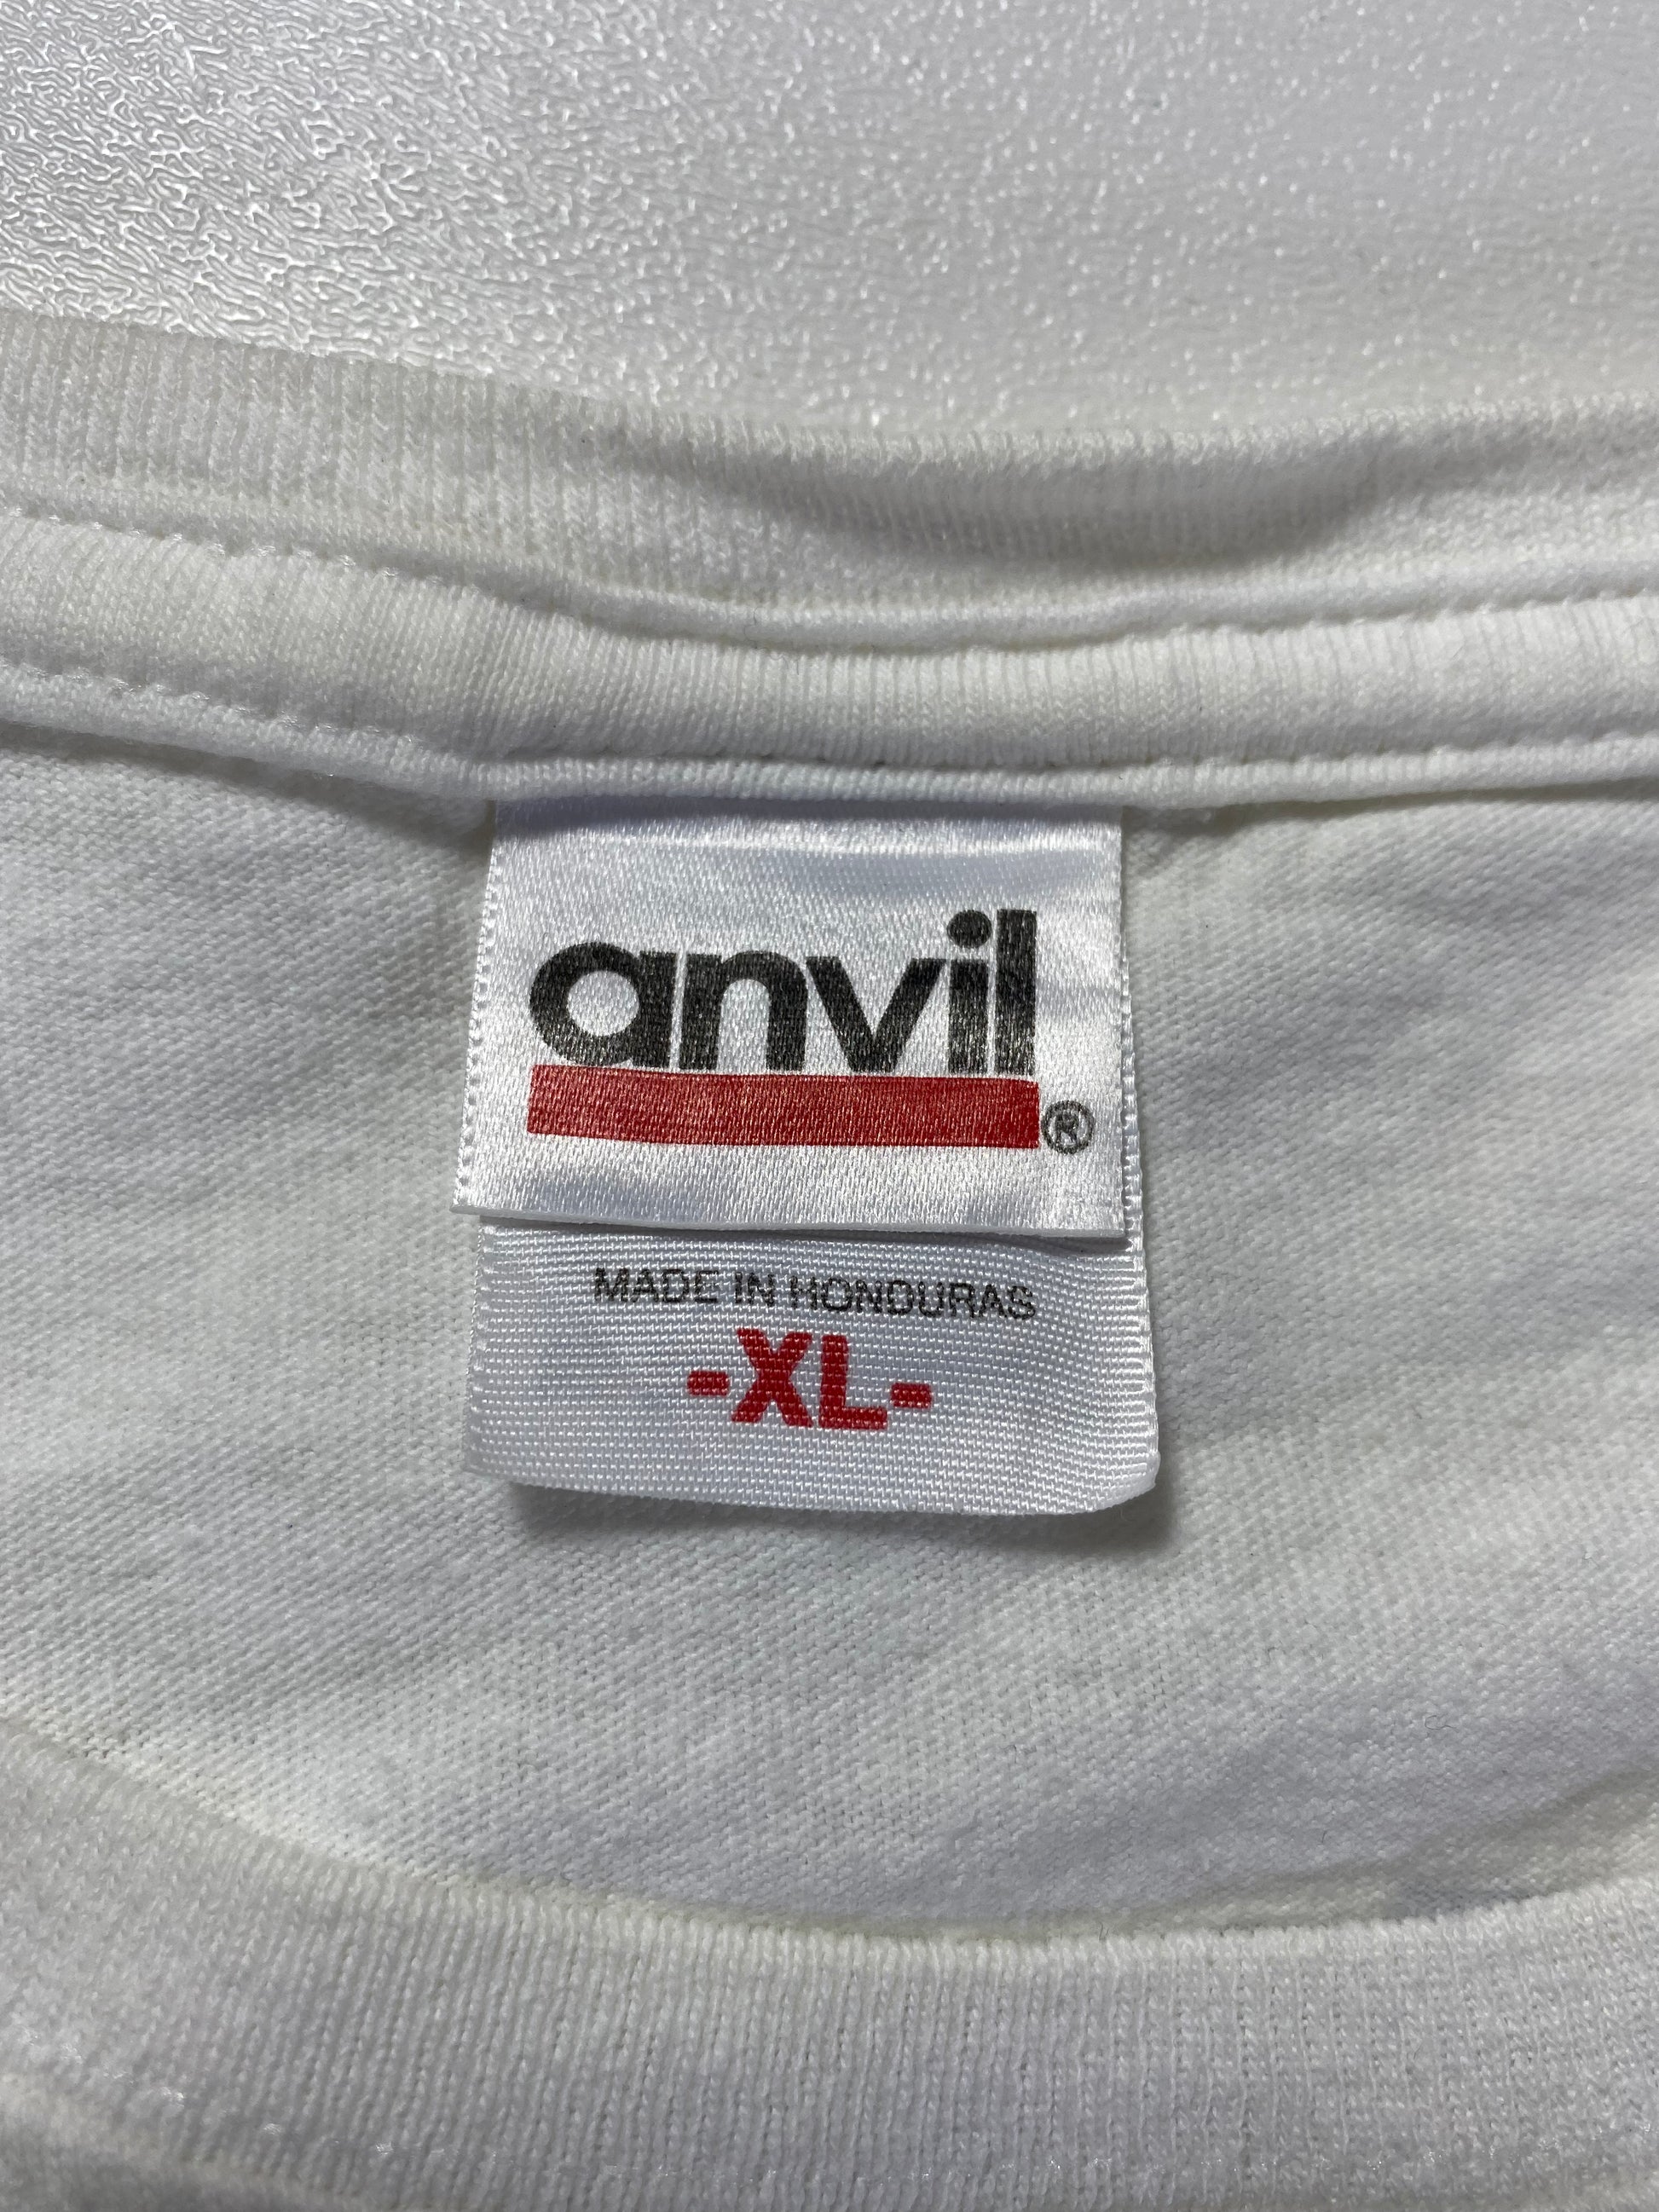 anvil
®
MADE IN HONDURAS
-XL-